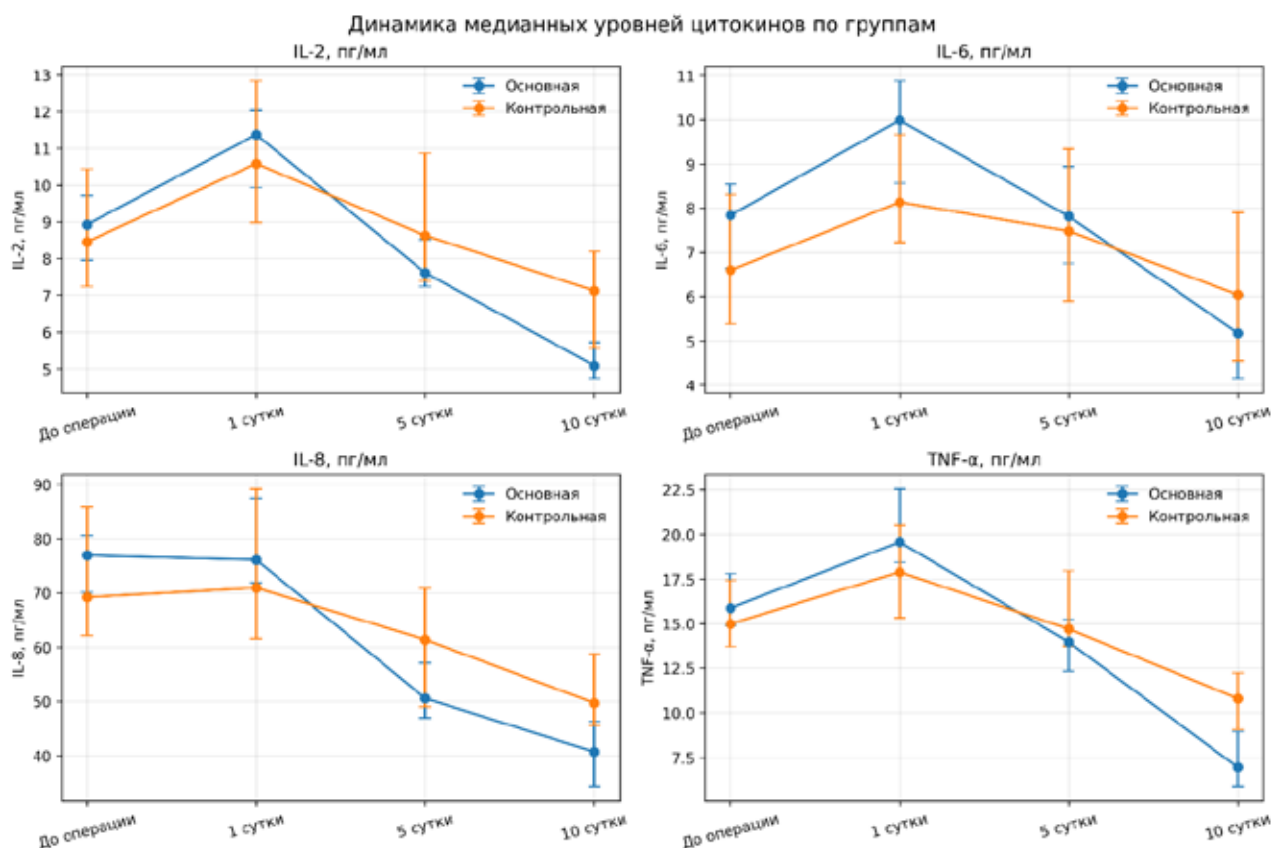 Динамика медианных уровней цитокинов по группам
IL-2, пг/мл
IL-2, пг/мл
13
12
11
10
9
8
7
6
5
Основная
Контрольная
До операции
1 сутки
5 сутки
10 сутки
IL-6, пг/мл
IL-6, пг/мл
11
10
9
8
7
6
5
4
Основная
Контрольная
До операции
1 сутки
5 сутки
10 сутки
IL-8, пг/мл
IL-8, пг/мл
90
80
70
60
50
40
Основная
Контрольная
До операции
1 сутки
5 сутки
10 сутки
TNF-α, пг/мл
TNF-α, пг/мл
22.5
20.0
17.5
15.0
12.5
10.0
7.5
Основная
Контрольная
До операции
1 сутки
5 сутки
10 сутки